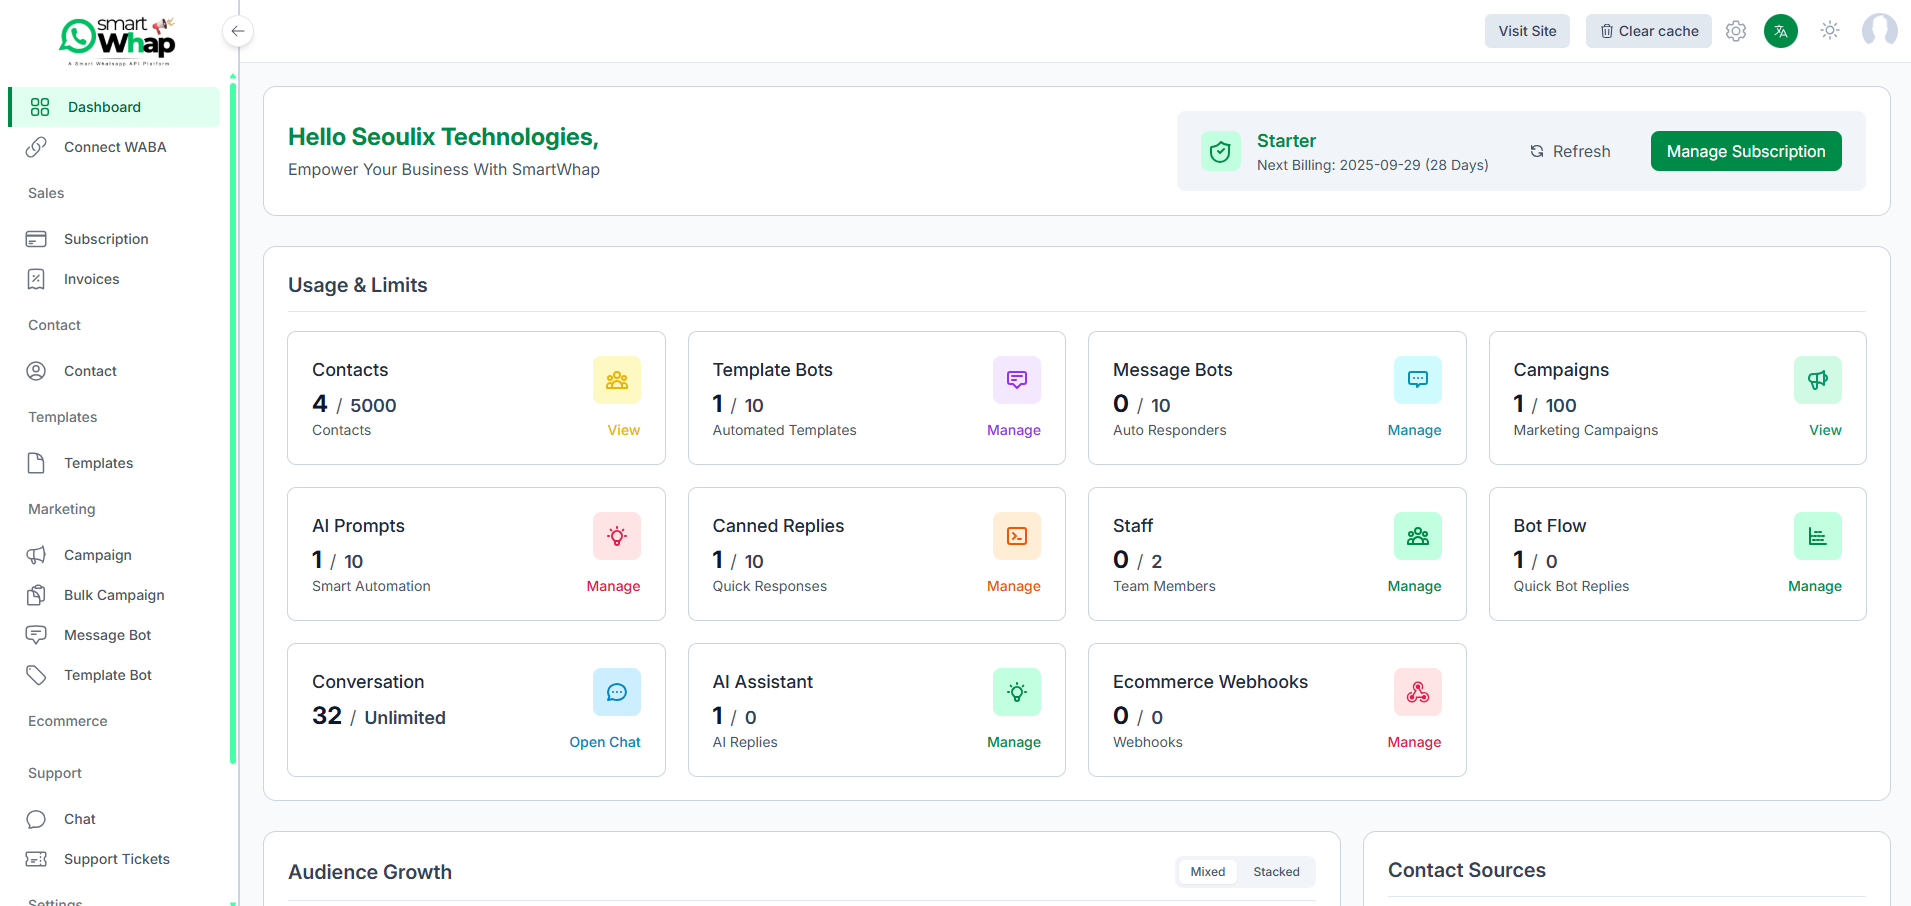 smart
Whap
A Smart Whatsapp API Platform
Visit Site
Clear cache
Dashboard
Connect WABA
Sales
Subscription
Invoices
Contact
Contact
Templates
Templates
Marketing
Campaign
Bulk Campaign
Message Bot
Template Bot
Ecommerce
Support
Chat
Support Tickets
Settings
Hello Seoulix Technologies,
Empower Your Business With SmartWhap
Starter
Next Billing: 2025-09-29 (28 Days)
Refresh
Manage Subscription
Usage & Limits
Contacts
4 / 5000
Contacts
View
Template Bots
1 / 10
Automated Templates
Manage
Message Bots
0 / 10
Auto Responders
Manage
Campaigns
1 / 100
Marketing Campaigns
View
AI Prompts
1 / 10
Smart Automation
Manage
Canned Replies
1 / 10
Quick Responses
Manage
Staff
0 / 2
Team Members
Manage
Bot Flow
1 / 0
Quick Bot Replies
Manage
Conversation
32 / Unlimited
Open Chat
AI Assistant
1 / 0
AI Replies
Manage
Ecommerce Webhooks
0 / 0
Webhooks
Manage
Audience Growth
Mixed
Stacked
Contact Sources